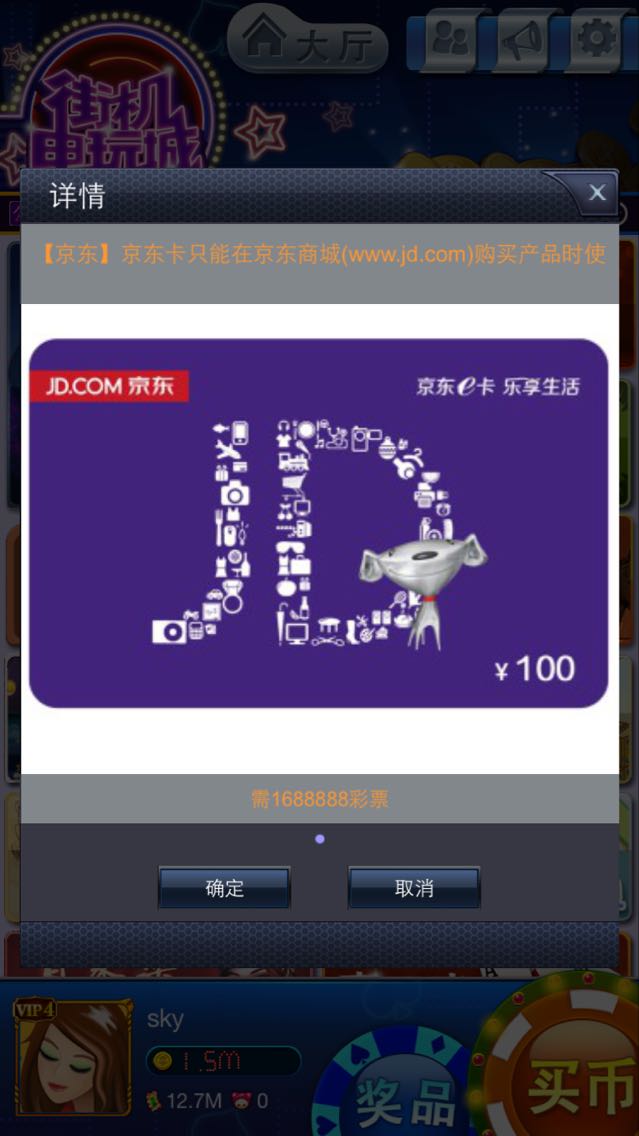 大厅
街机
电玩城
详情
【京东】京东卡只能在京东商城(www.jd.com)购买产品时使
JD.COM 京东
京东e卡 乐享生活
¥100
需1688888彩票
确定
取消
VIP4
sky
1.5M
12.7M
0
奖品
买币